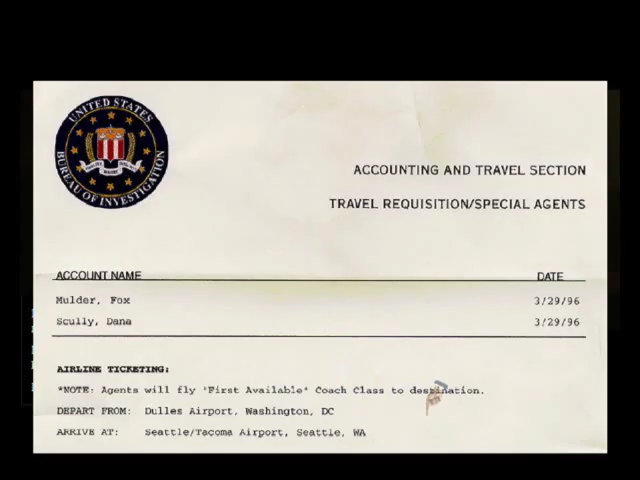 UNITED STATES
BUREAU OF INVESTIGATION
ACCOUNTING AND TRAVEL SECTION
TRAVEL REQUISITION/SPECIAL AGENTS
ACCOUNT NAME DATE
Mulder, Fox 3/29/96
Scully, Dana 3/29/96
AIRLINE TICKETING:
*NOTE: Agents will fly "First Available" Coach Class to destination.
DEPART FROM: Dulles Airport, Washington, DC
ARRIVE AT: Seattle/Tacoma Airport, Seattle, WA